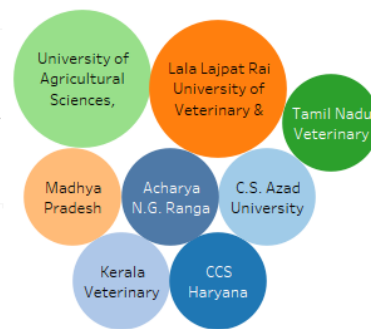 University of
Agricultural
Sciences,
Lala Lajpat Rai
University of
Veterinary &
Tamil Nadu
Veterinary
Madhya
Pradesh
Acharya
N.G. Ranga
C.S. Azad
University
Kerala
Veterinary
CCS
Haryana